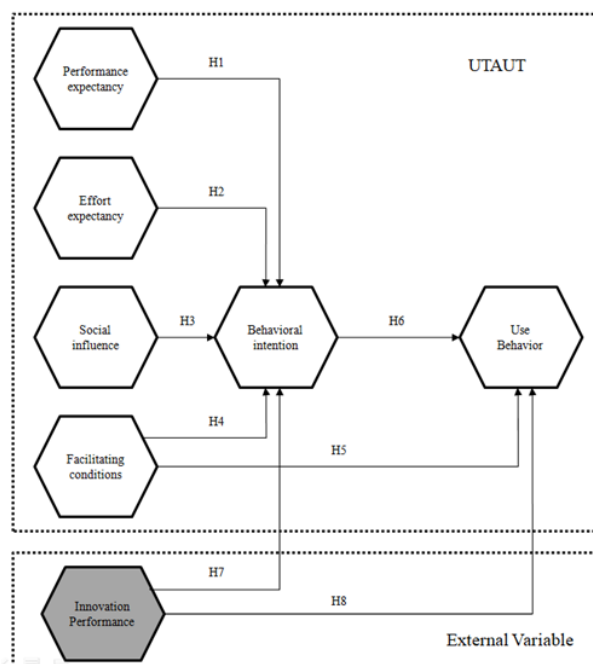 H1
UTAUT
Performance
expectancy
H2
Effort
expectancy
H3
Social
influence
Behavioral
intention
H6
Use
Behavior
H4
H5
Facilitating
conditions
H7
H8
Innovation
Performance
External Variable